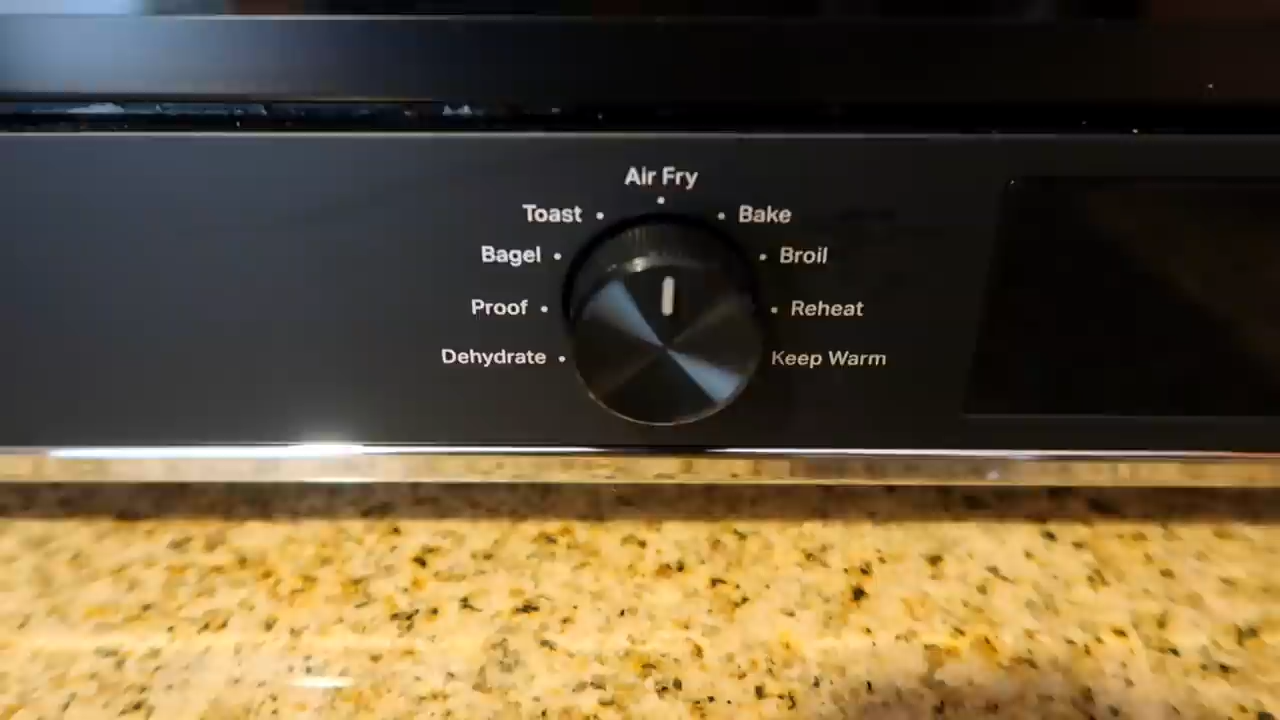 Air Fry
Toast
Bake
Bagel
Broil
Proof
Reheat
Dehydrate
Keep Warm